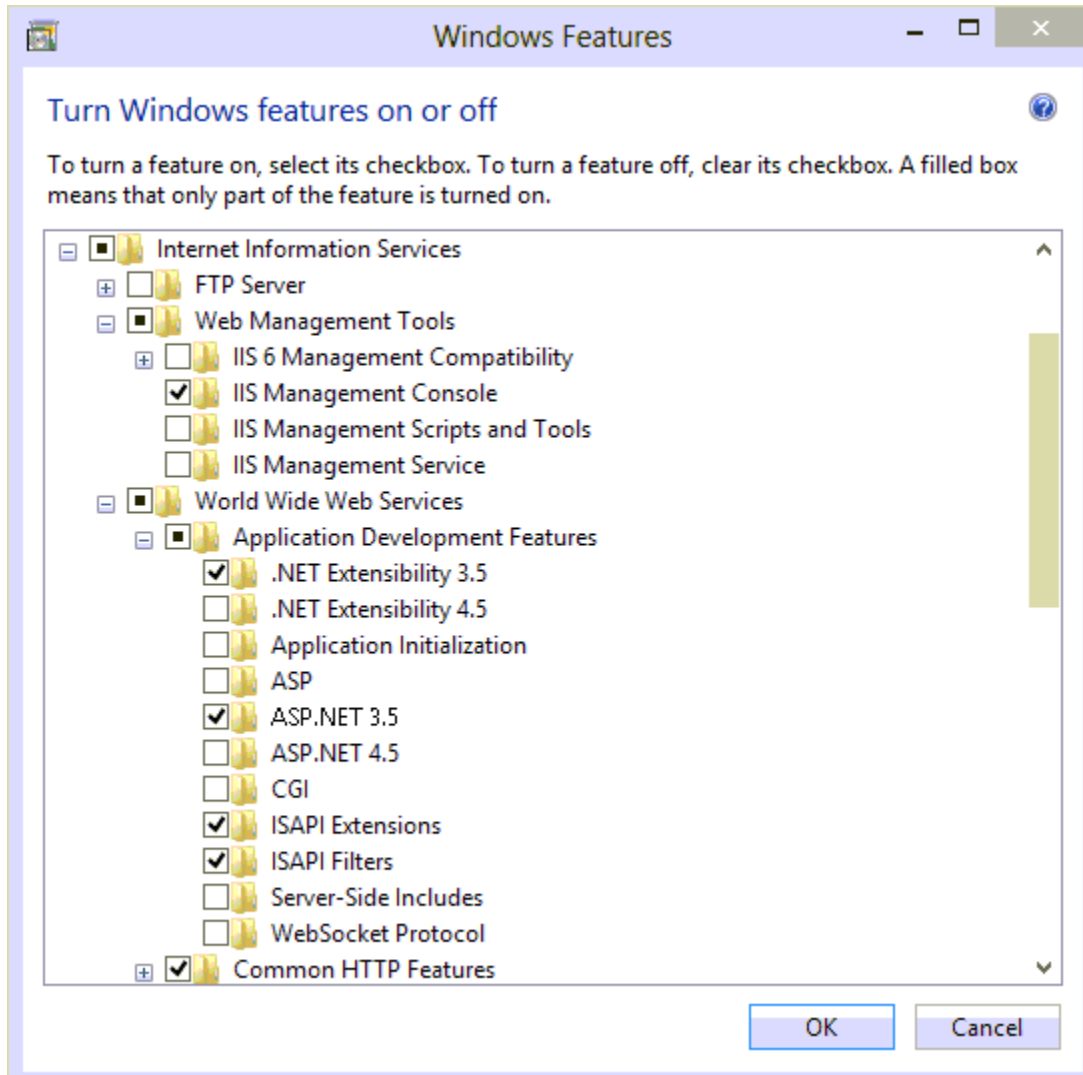 Windows Features
Turn Windows features on or off
To turn a feature on, select its checkbox. To turn a feature off, clear its checkbox. A filled box
means that only part of the feature is turned on.
Internet Information Services
FTP Server
Web Management Tools
IIS 6 Management Compatibility
IIS Management Console
IIS Management Scripts and Tools
IIS Management Service
World Wide Web Services
Application Development Features
.NET Extensibility 3.5
.NET Extensibility 4.5
Application Initialization
ASP
ASP.NET 3.5
ASP.NET 4.5
CGI
ISAPI Extensions
ISAPI Filters
Server-Side Includes
WebSocket Protocol
Common HTTP Features
OK Cancel